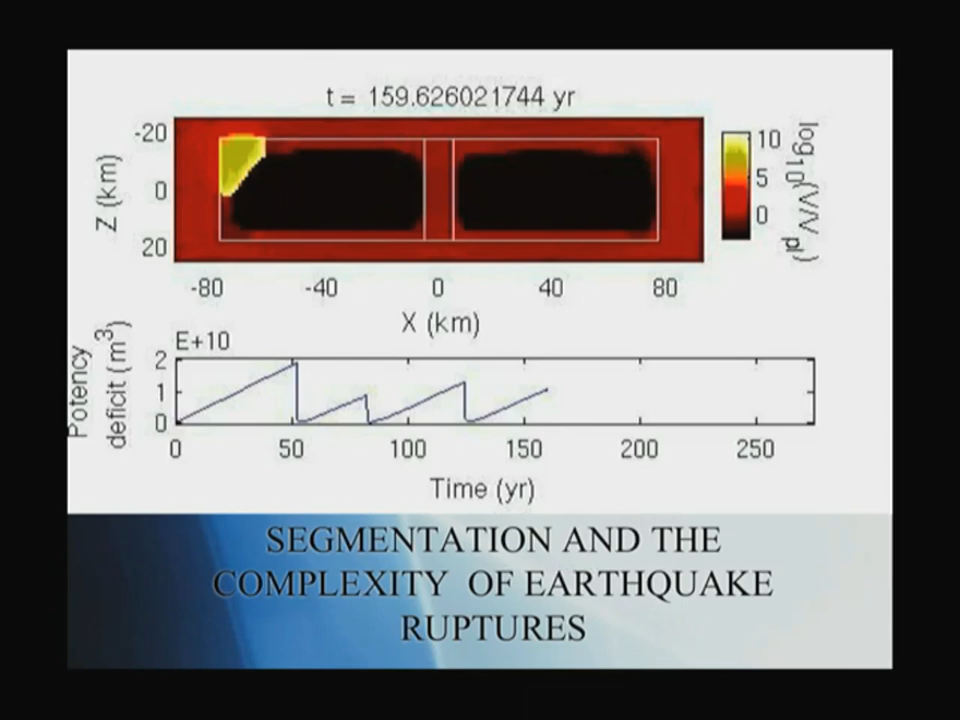 t = 159.626021744 yr
-20
0
20
Z (km)
-80 -40 0 40 80
X (km)
10
5
0
log10(V/V pl)
E+10
2
1
0
Potency
deficit (m3)
0 50 100 150 200 250
Time (yr)
SEGMENTATION AND THE
COMPLEXITY OF EARTHQUAKE
RUPTURES